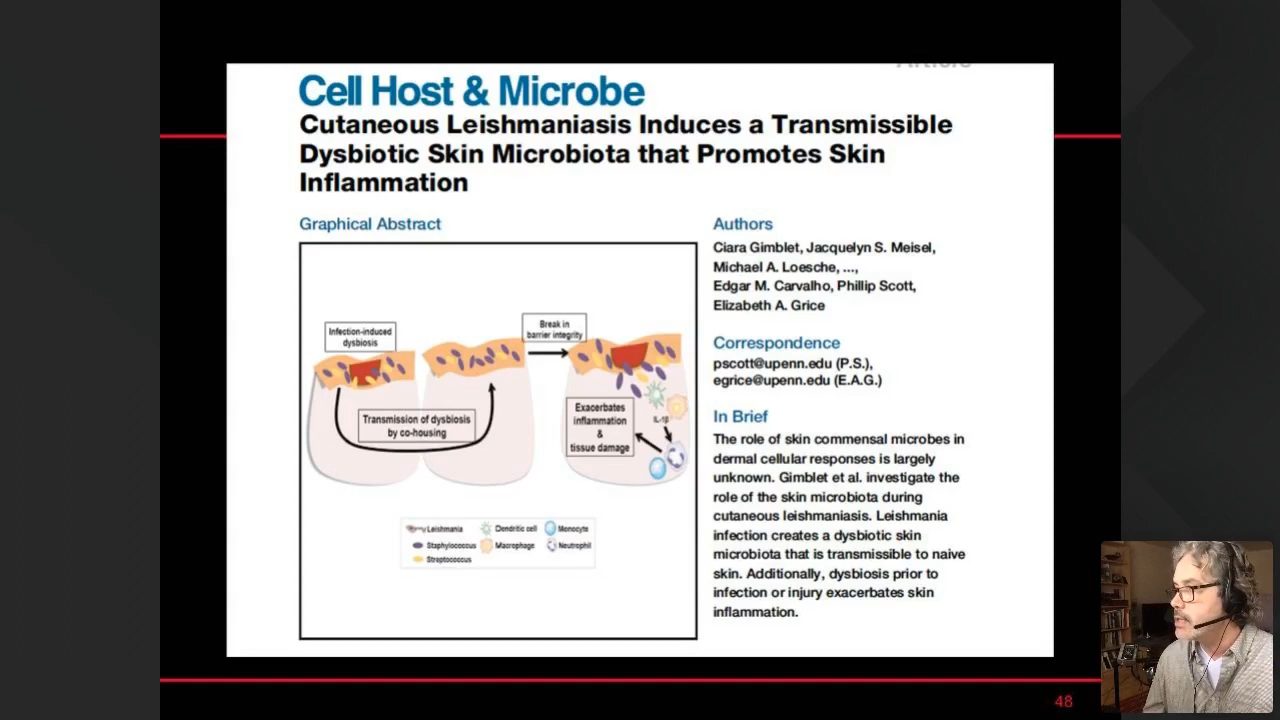 Article
Cell Host & Microbe
Cutaneous Leishmaniasis Induces a Transmissible
Dysbiotic Skin Microbiota that Promotes Skin
Inflammation
Graphical Abstract
Infection-induced
dysbiosis
Break in
barrier integrity
Transmission of dysbiosis
by co-housing
Exacerbates
inflammation
&
tissue damage
IL-1β
Leishmania
Dendritic cell
Monocyte
Staphylococcus
Macrophage
Neutrophil
Streptococcus
Authors
Ciara Gimblet, Jacquelyn S. Meisel,
Michael A. Loesche, ...,
Edgar M. Carvalho, Phillip Scott,
Elizabeth A. Grice
Correspondence
pscott@upenn.edu (P.S.),
egrice@upenn.edu (E.A.G.)
In Brief
The role of skin commensal microbes in
dermal cellular responses is largely
unknown. Gimblet et al. investigate the
role of the skin microbiota during
cutaneous leishmaniasis. Leishmania
infection creates a dysbiotic skin
microbiota that is transmissible to naive
skin. Additionally, dysbiosis prior to
infection or injury exacerbates skin
inflammation.
48